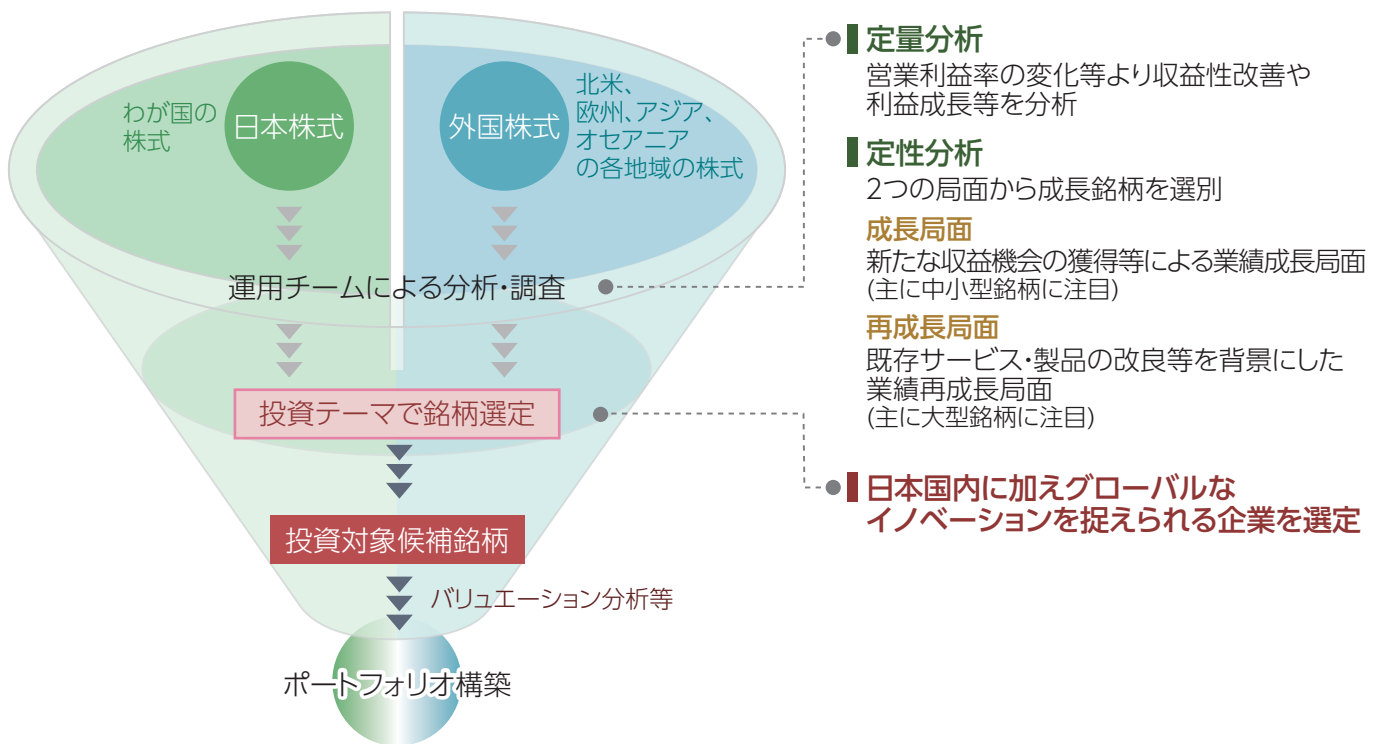 わが国の
株式
日本株式
外国株式
北米、
欧州、アジア、
オセアニア
の各地域の株式
運用チームによる分析・調査
投資テーマで銘柄選定
投資対象候補銘柄
バリュエーション分析等
ポートフォリオ構築
定量分析
営業利益率の変化等より収益性改善や
利益成長等を分析
定性分析
2つの局面から成長銘柄を選別
成長局面
新たな収益機会の獲得等による業績成長局面
(主に中小型銘柄に注目)
再成長局面
既存サービス・製品の改良等を背景にした
業績再成長局面
(主に大型銘柄に注目)
日本国内に加えグローバルな
イノベーションを捉えられる企業を選定